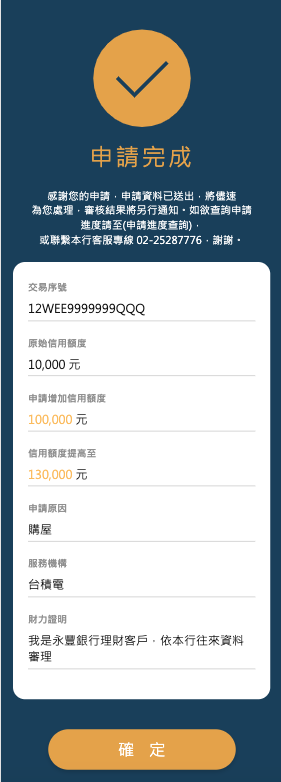 申請完成
感謝您的申請，申請資料已送出，將儘速
為您處理，審核結果將另行通知。如欲查詢申請
進度請至(申請進度查詢)，
或聯繫本行客服專線 02-25287776，謝謝。
交易序號
12WEE9999999QQQ
原始信用額度
10,000 元
申請增加信用額度
100,000 元
信用額度提高至
130,000 元
申請原因
購屋
服務機構
台積電
財力證明
我是永豐銀行理財客戶，依本行往來資料
審理
確 定